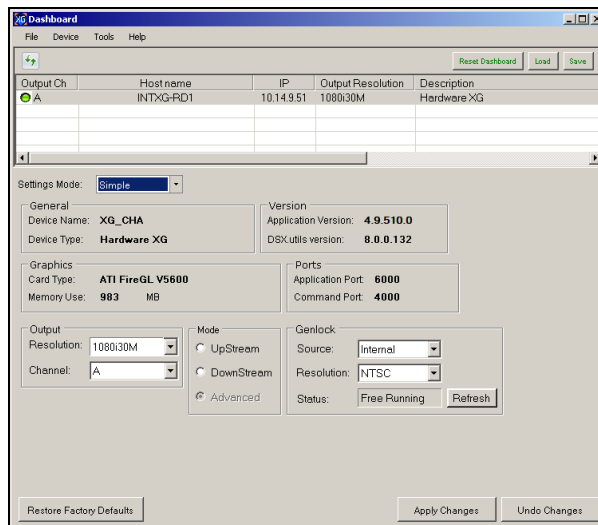 XG Dashboard
File Device Tools Help
Reset Dashboard Load Save
Output Ch Host name IP Output Resolution Description
A INTXG-RD1 10.14.9.51 1080i30M Hardware XG
Settings Mode: Simple
General
Device Name: XG_CHA
Device Type: Hardware XG
Version
Application Version: 4.9.510.0
DSX.utils version: 8.0.0.132
Graphics
Card Type: ATI FireGL V5600
Memory Use: 983 MB
Ports
Application Port: 6000
Command Port: 4000
Output
Resolution: 1080i30M
Channel: A
Mode
UpStream
DownStream
Advanced
Genlock
Source: Internal
Resolution: NTSC
Status: Free Running Refresh
Restore Factory Defaults Apply Changes Undo Changes